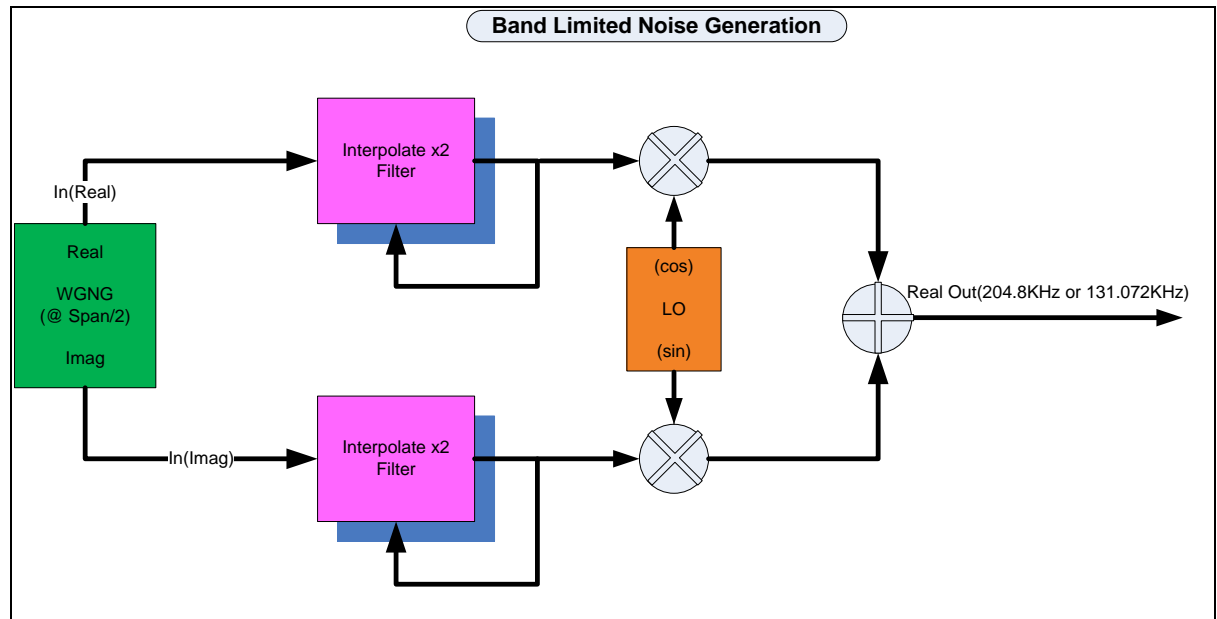 Band Limited Noise Generation
Interpolate x2
Filter
In(Real)
Real
WGNG
(@ Span/2)
Imag
(cos)
LO
(sin)
Real Out(204.8KHz or 131.072KHz)
In(Imag)
Interpolate x2
Filter